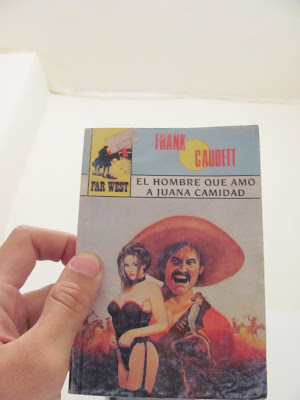 FRANK
CAUDETT
FAR WEST
EL HOMBRE QUE AMO
A JUANA CAMIDAD